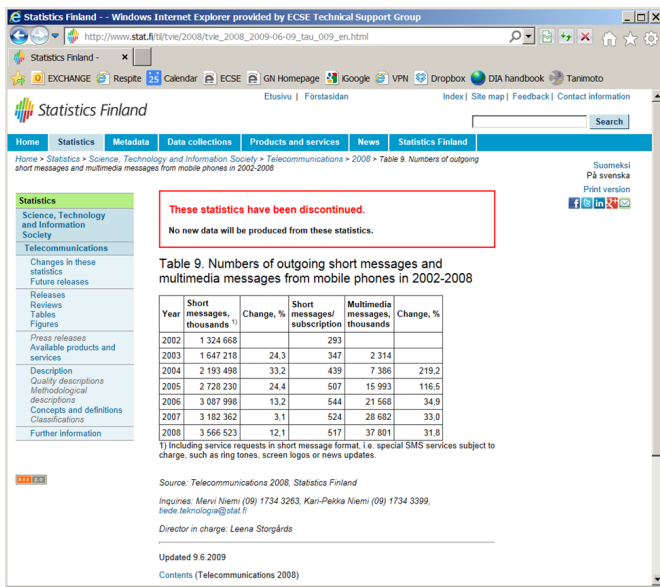 Statistics Finland - - Windows Internet Explorer provided by ECSE Technical Support Group
http://www.stat.fi/til/tvie/2008/tvie_2008_2009-06-09_tau_009_en.html
Statistics Finland -
EXCHANGE Respite 25 Calendar ECSE GN Homepage iGoogle VPN Dropbox DIA handbook Tanimoto
Etusivu | Förstasidan
Index | Site map | Feedback | Contact information
Statistics Finland
Search
Home Statistics Metadata Data collections Products and services News Statistics Finland
Home > Statistics > Science, Technology and Information Society > Telecommunications > 2008 > Table 9. Numbers of outgoing
short messages and multimedia messages from mobile phones in 2002-2008
Suomeksi
På svenska
Print version
Statistics
Science, Technology
and Information
Society
Telecommunications
Changes in these
statistics
Future releases
Releases
Reviews
Tables
Figures
Press releases
Available products and
services
Description
Quality descriptions
Methodological
descriptions
Concepts and definitions
Classifications
Further information
RSS 2.0
These statistics have been discontinued.
No new data will be produced from these statistics.
Table 9. Numbers of outgoing short messages and
multimedia messages from mobile phones in 2002-2008
Year Short messages, thousands 1) Change, % Short messages/ subscription Multimedia messages, thousands Change, %
2002 1 324 668 293
2003 1 647 218 24,3 347 2 314
2004 2 193 498 33,2 439 7 386 219,2
2005 2 728 230 24,4 507 15 993 116,5
2006 3 087 998 13,2 544 21 568 34,9
2007 3 182 362 3,1 524 28 682 33,0
2008 3 566 523 12,1 517 37 801 31,8
1) Including service requests in short message format, i.e. special SMS services subject to
charge, such as ring tones, screen logos or news updates.
Source: Telecommunications 2008, Statistics Finland
Inquiries: Mervi Niemi (09) 1734 3263, Kari-Pekka Niemi (09) 1734 3399,
tiede.teknologia@stat.fi
Director in charge: Leena Storgårds
Updated 9.6.2009
Contents (Telecommunications 2008)